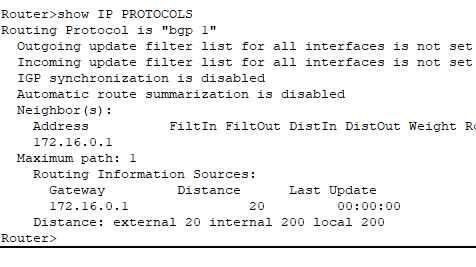 Router>show IP PROTOCOLS
Routing Protocol is "bgp 1"
Outgoing update filter list for all interfaces is not set
Incoming update filter list for all interfaces is not set
IGP synchronization is disabled
Automatic route summarization is disabled
Neighbor(s):
Address FiltIn FiltOut DistIn DistOut Weight
172.16.0.1
Maximum path: 1
Routing Information Sources:
Gateway Distance Last Update
172.16.0.1 20 00:00:00
Distance: external 20 internal 200 local 200
Router>